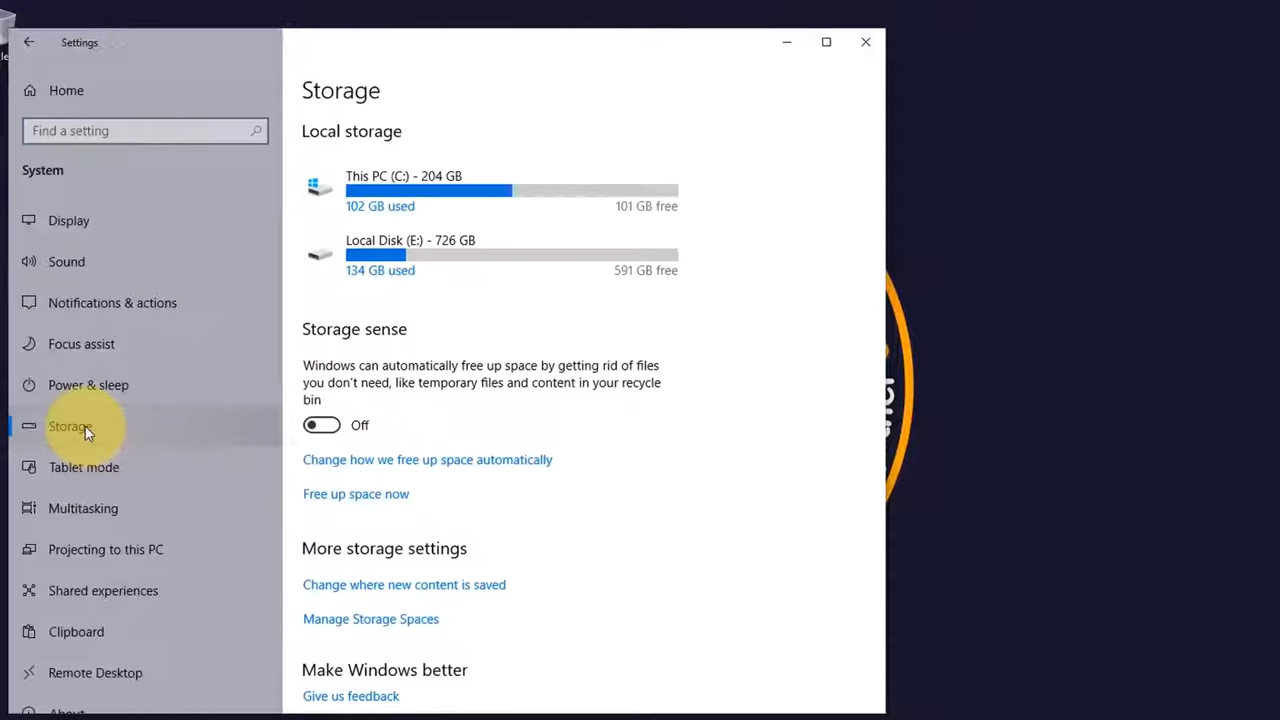 Settings
Home
Find a setting
System
Display
Sound
Notifications & actions
Focus assist
Power & sleep
Storage
Tablet mode
Multitasking
Projecting to this PC
Shared experiences
Clipboard
Remote Desktop
About
Storage
Local storage
This PC (C:) - 204 GB
102 GB used 101 GB free
Local Disk (E:) - 726 GB
134 GB used 591 GB free
Storage sense
Windows can automatically free up space by getting rid of files
you don't need, like temporary files and content in your recycle
bin
Off
Change how we free up space automatically
Free up space now
More storage settings
Change where new content is saved
Manage Storage Spaces
Make Windows better
Give us feedback